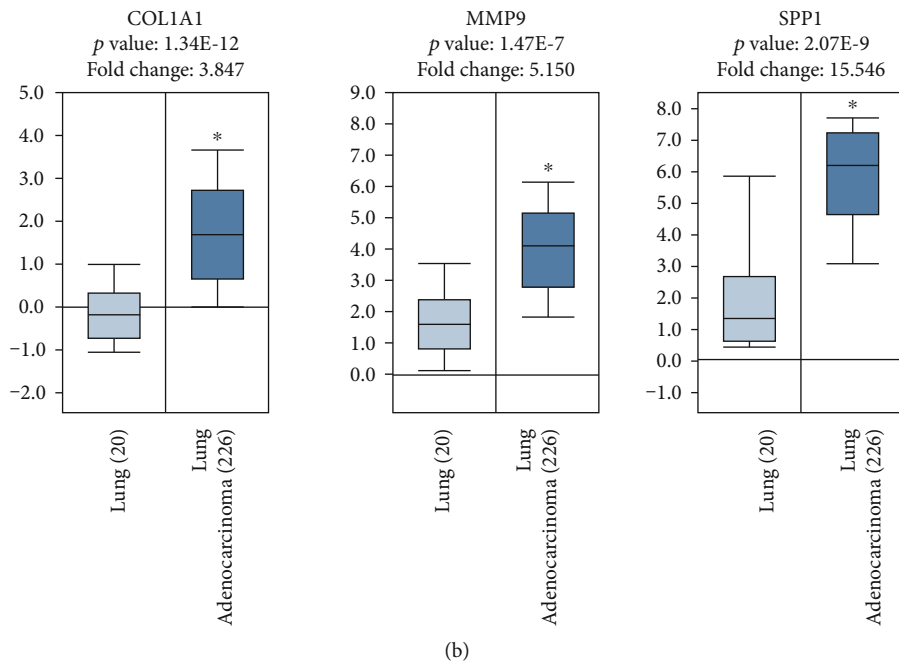 COL1A1
p value: 1.34E-12
Fold change: 3.847
5.0
4.0
3.0
2.0
1.0
0.0
−1.0
−2.0
*
Lung (20)
Lung
Adenocarcinoma (226)
MMP9
p value: 1.47E-7
Fold change: 5.150
9.0
8.0
7.0
6.0
5.0
4.0
3.0
2.0
1.0
0.0
*
Lung (20)
Lung
Adenocarcinoma (226)
SPP1
p value: 2.07E-9
Fold change: 15.546
8.0
7.0
6.0
5.0
4.0
3.0
2.0
1.0
0.0
−1.0
*
Lung (20)
Lung
Adenocarcinoma (226)
(b)